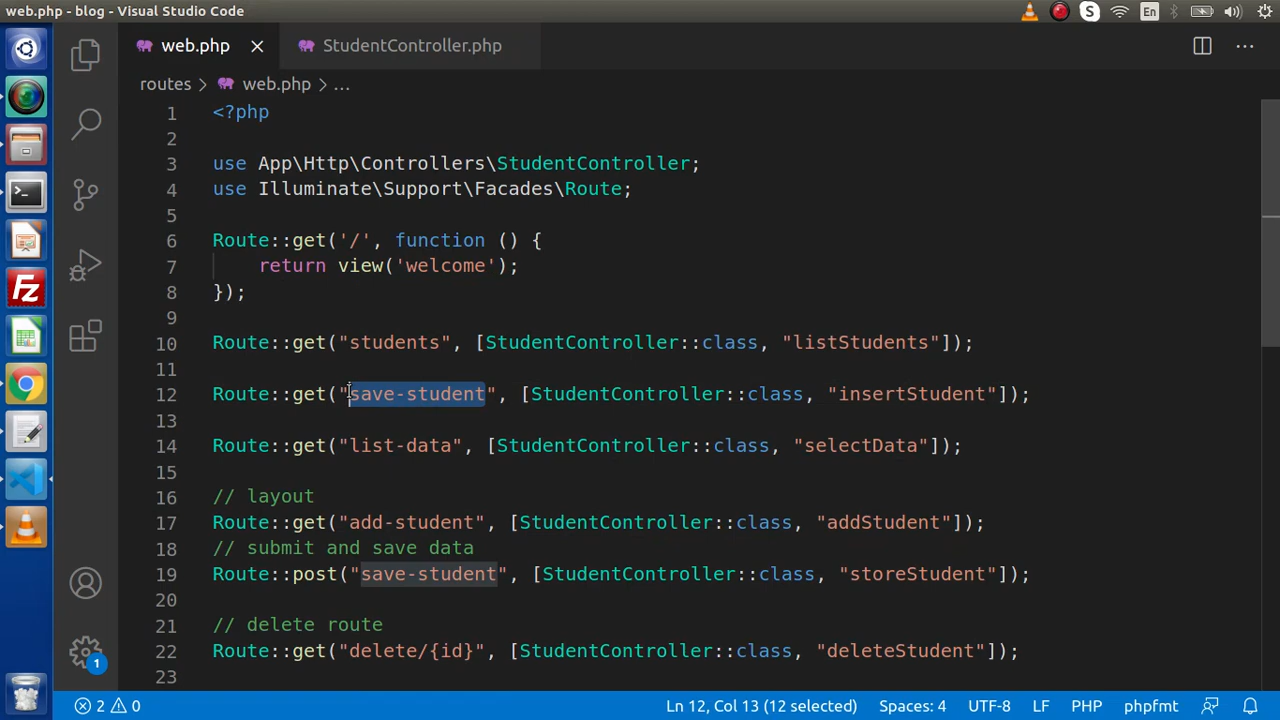 web.php - blog - Visual Studio Code
S En
web.php StudentController.php
routes > web.php > ...
1 <?php
2
3 use App\Http\Controllers\StudentController;
4 use Illuminate\Support\Facades\Route;
5
6 Route::get('/', function () {
7 return view('welcome');
8 });
9
10 Route::get("students", [StudentController::class, "listStudents"]);
11
12 Route::get("save-student", [StudentController::class, "insertStudent"]);
13
14 Route::get("list-data", [StudentController::class, "selectData"]);
15
16 // layout
17 Route::get("add-student", [StudentController::class, "addStudent"]);
18 // submit and save data
19 Route::post("save-student", [StudentController::class, "storeStudent"]);
20
21 // delete route
22 Route::get("delete/{id}", [StudentController::class, "deleteStudent"]);
23
Fz
1
2 0 Ln 12, Col 13 (12 selected) Spaces: 4 UTF-8 LF PHP phpfmt